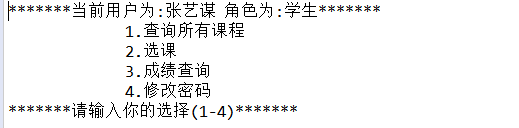 *******当前用户为:张艺谋 角色为:学生*******
1.查询所有课程
2.选课
3.成绩查询
4.修改密码
*******请输入你的选择(1-4)*******